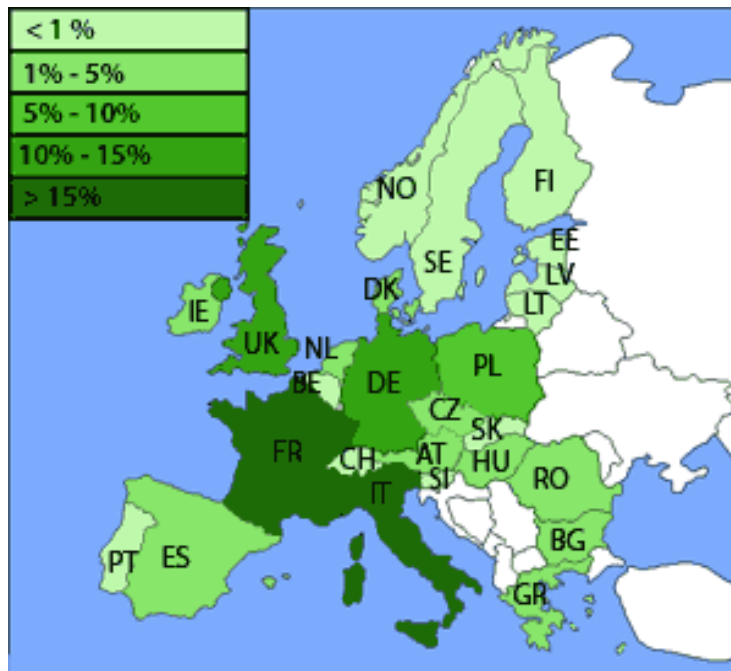 < 1 %
1% - 5%
5% - 10%
10% - 15%
> 15%
NO
FI
SE
EE
LV
LT
DK
IE
UK
NL
BE
DE
PL
CZ
SK
FR
CH
AT
HU
SI
IT
RO
BG
PT
ES
GR